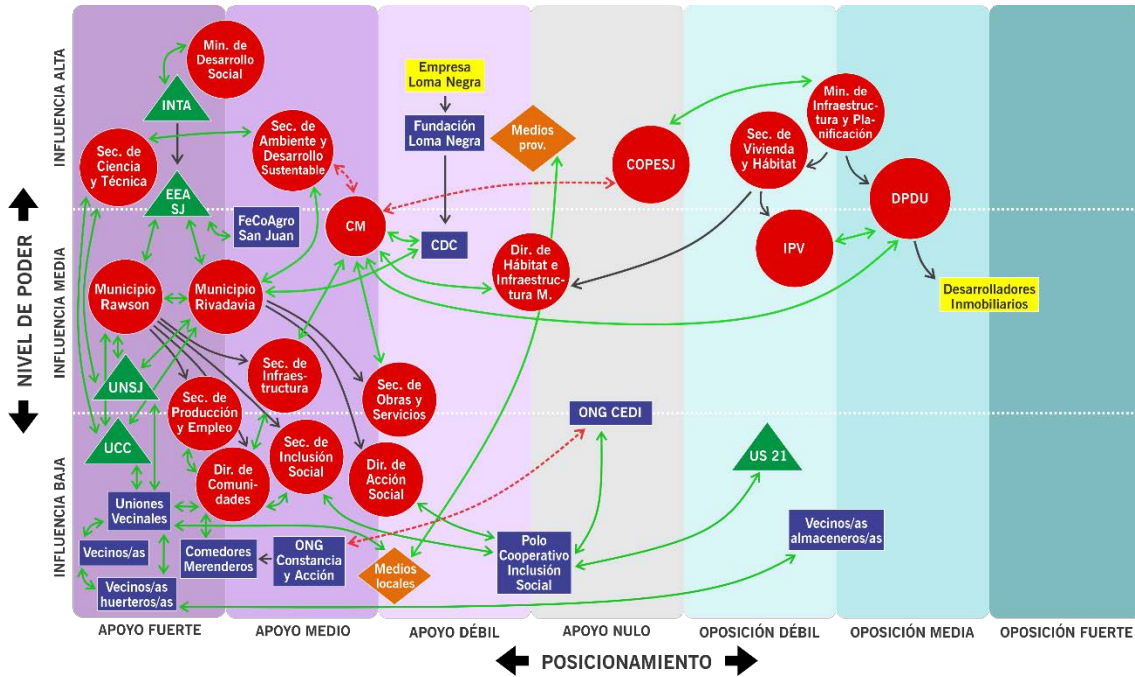 NIVEL DE PODER
INFLUENCIA ALTA
INFLUENCIA MEDIA
INFLUENCIA BAJA
Min. de
Desarrollo
Social
INTA
Sec. de
Ciencia
y Técnica
EEA
SJ
Sec. de
Ambiente y
Desarrollo
Sustentable
FeCoAgro
San Juan
CM
Empresa
Loma Negra
Fundación
Loma Negra
CDC
Medios
prov.
COPESJ
Min. de
Infraestruc-
tura y Pla-
nificación
Sec. de
Vivienda
y Hábitat
DPDU
IPV
Dir. de
Hábitat e
Infraestruc-
tura M.
Desarrolladores
Inmobiliarios
Municipio
Rawson
Municipio
Rivadavia
UNSJ
Sec. de
Infraes-
tructura
Sec. de
Producción
y Empleo
Sec. de
Obras y
Servicios
UCC
Sec. de
Inclusión
Social
Dir. de
Comuni-
dades
Dir. de
Acción
Social
ONG CEDI
US 21
Uniones
Vecinales
Vecinos/as
Vecinos/as
huerteros/as
Comedores
Merenderos
ONG
Constancia
y Acción
Medios
locales
Polo
Cooperativo
Inclusión
Social
Vecinos/as
almaceneros/as
APOYO FUERTE
APOYO MEDIO
APOYO DÉBIL
APOYO NULO
OPOSICIÓN DÉBIL
OPOSICIÓN MEDIA
OPOSICIÓN FUERTE
POSICIONAMIENTO